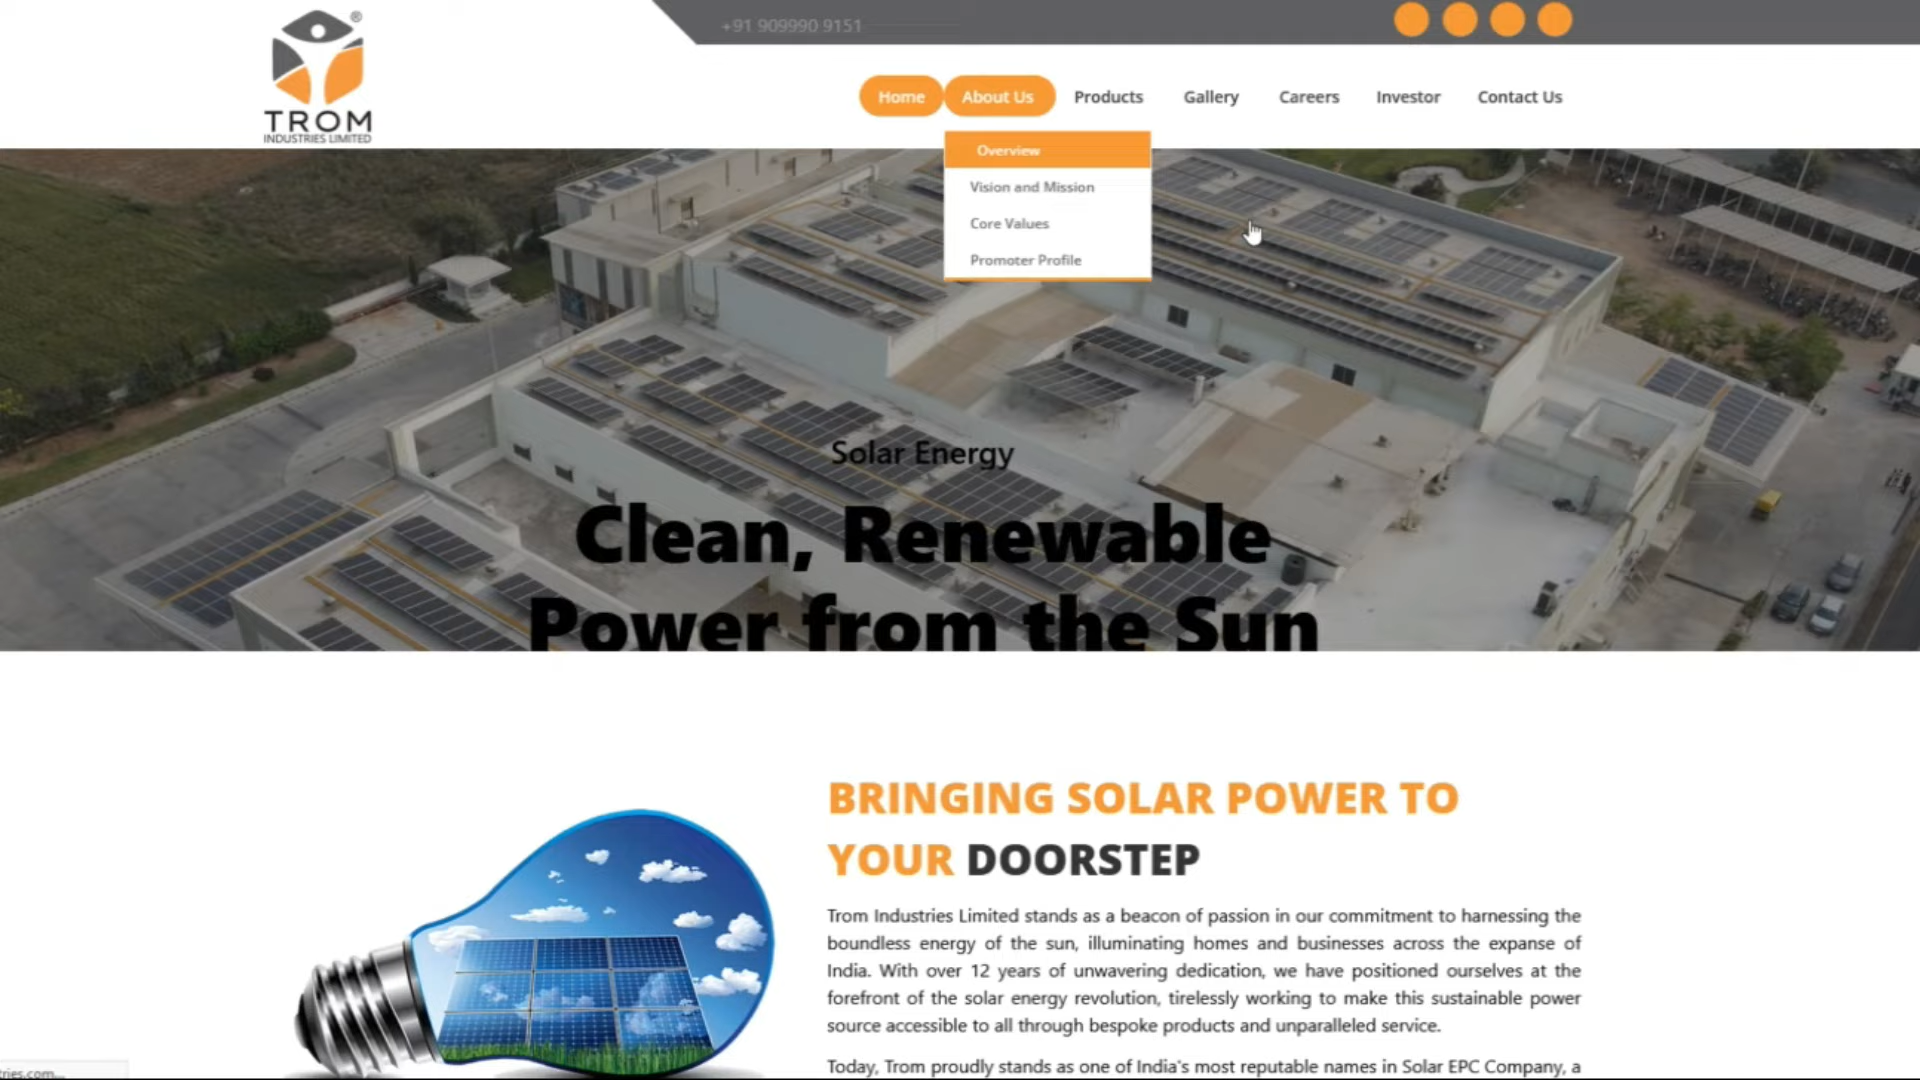 +91 909990 9151
TROM
INDUSTRIES LIMITED
Home About Us Products Gallery Careers Investor Contact Us
Overview
Vision and Mission
Core Values
Promoter Profile
Solar Energy
Clean, Renewable
Power from the Sun
BRINGING SOLAR POWER TO
YOUR DOORSTEP
Trom Industries Limited stands as a beacon of passion in our commitment to harnessing the
boundless energy of the sun, illuminating homes and businesses across the expanse of
India. With over 12 years of unwavering dedication, we have positioned ourselves at the
forefront of the solar energy revolution, tirelessly working to make this sustainable power
source accessible to all through bespoke products and unparalleled service.
Today, Trom proudly stands as one of India's most reputable names in Solar EPC Company, a
tries.com...